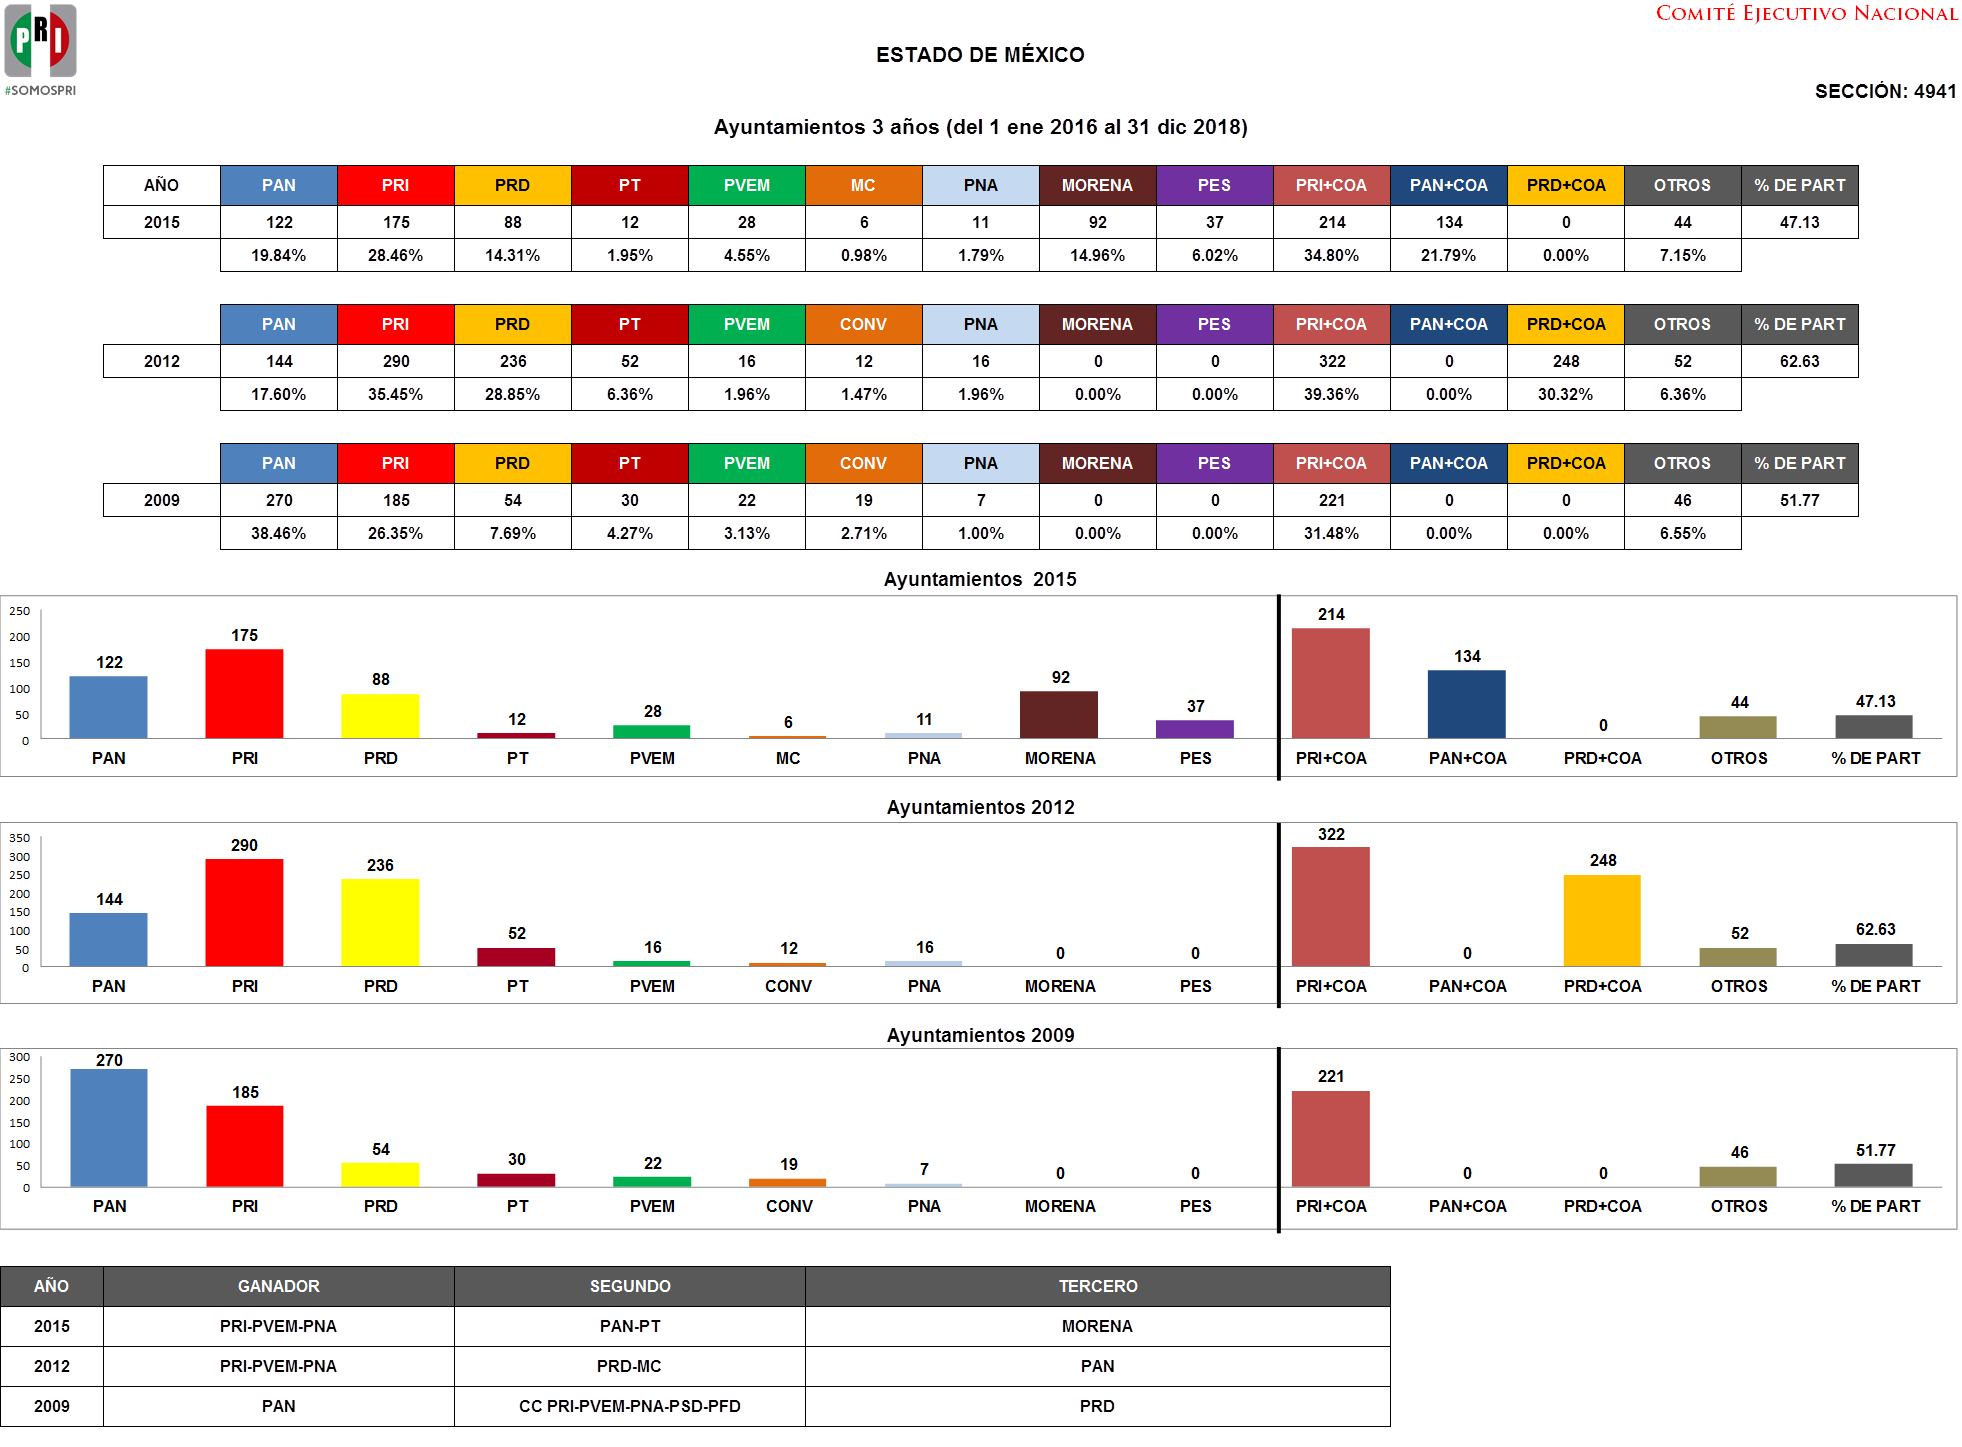 PRI
#SOMOSPRI
COMITÉ EJECUTIVO NACIONAL
ESTADO DE MÉXICO
SECCIÓN: 4941
Ayuntamientos 3 años (del 1 ene 2016 al 31 dic 2018)
AÑO PAN PRI PRD PT PVEM MC PNA MORENA PES PRI+COA PAN+COA PRD+COA OTROS % DE PART
2015 122 175 88 12 28 6 11 92 37 214 134 0 44 47.13
19.84% 28.46% 14.31% 1.95% 4.55% 0.98% 1.79% 14.96% 6.02% 34.80% 21.79% 0.00% 7.15%
PAN PRI PRD PT PVEM CONV PNA MORENA PES PRI+COA PAN+COA PRD+COA OTROS % DE PART
2012 144 290 236 52 16 12 16 0 0 322 0 248 52 62.63
17.60% 35.45% 28.85% 6.36% 1.96% 1.47% 1.96% 0.00% 0.00% 39.36% 0.00% 30.32% 6.36%
PAN PRI PRD PT PVEM CONV PNA MORENA PES PRI+COA PAN+COA PRD+COA OTROS % DE PART
2009 270 185 54 30 22 19 7 0 0 221 0 0 46 51.77
38.46% 26.35% 7.69% 4.27% 3.13% 2.71% 1.00% 0.00% 0.00% 31.48% 0.00% 0.00% 6.55%
Ayuntamientos 2015
250
200
150
100
50
0
122 175 88 12 28 6 11 92 37 214 134 0 44 47.13
PAN PRI PRD PT PVEM MC PNA MORENA PES PRI+COA PAN+COA PRD+COA OTROS % DE PART
Ayuntamientos 2012
350
300
250
200
150
100
50
0
144 290 236 52 16 12 16 0 0 322 0 248 52 62.63
PAN PRI PRD PT PVEM CONV PNA MORENA PES PRI+COA PAN+COA PRD+COA OTROS % DE PART
Ayuntamientos 2009
300
250
200
150
100
50
0
270 185 54 30 22 19 7 0 0 221 0 0 46 51.77
PAN PRI PRD PT PVEM CONV PNA MORENA PES PRI+COA PAN+COA PRD+COA OTROS % DE PART
AÑO GANADOR SEGUNDO TERCERO
2015 PRI-PVEM-PNA PAN-PT MORENA
2012 PRI-PVEM-PNA PRD-MC PAN
2009 PAN CC PRI-PVEM-PNA-PSD-PFD PRD